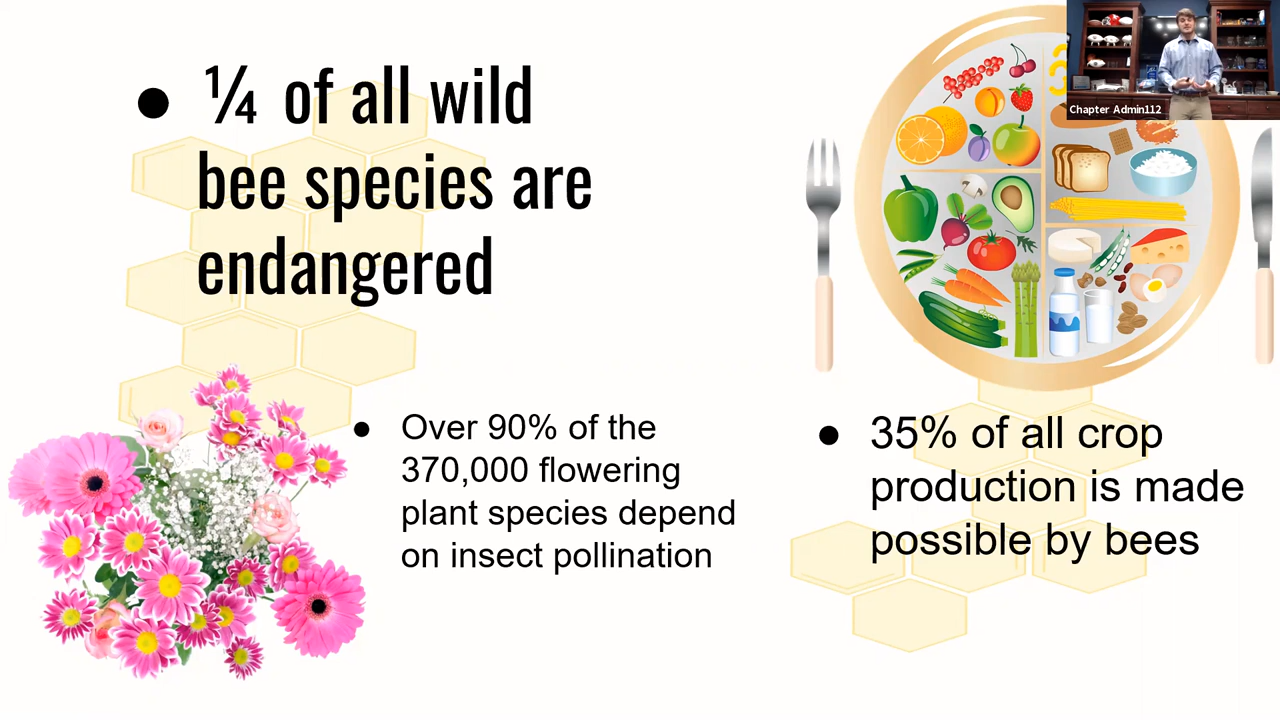 ● ¼ of all wild
bee species are
endangered
● Over 90% of the
370,000 flowering
plant species depend
on insect pollination
● 35% of all crop
production is made
possible by bees
Chapter Admin112